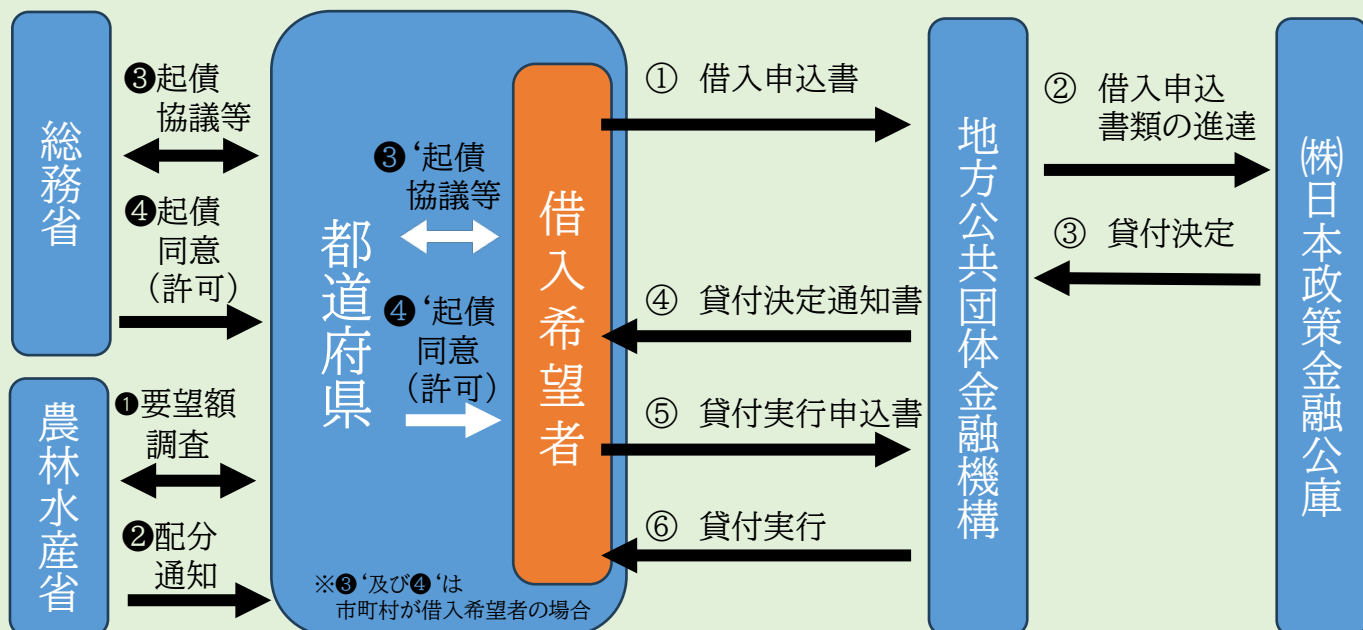 総務省
❸起債
協議等
❹起債
同意
(許可)
農林水産省
❶要望額
調査
❷配分
通知
都道府県
❸‘起債
協議等
❹‘起債
同意
(許可)
※❸‘及び❹‘は
市町村が借入希望者の場合
借入希望者
① 借入申込書
④ 貸付決定通知書
⑤ 貸付実行申込書
⑥ 貸付実行
地方公共団体金融機構
② 借入申込
書類の進達
③ 貸付決定
㈱日本政策金融公庫